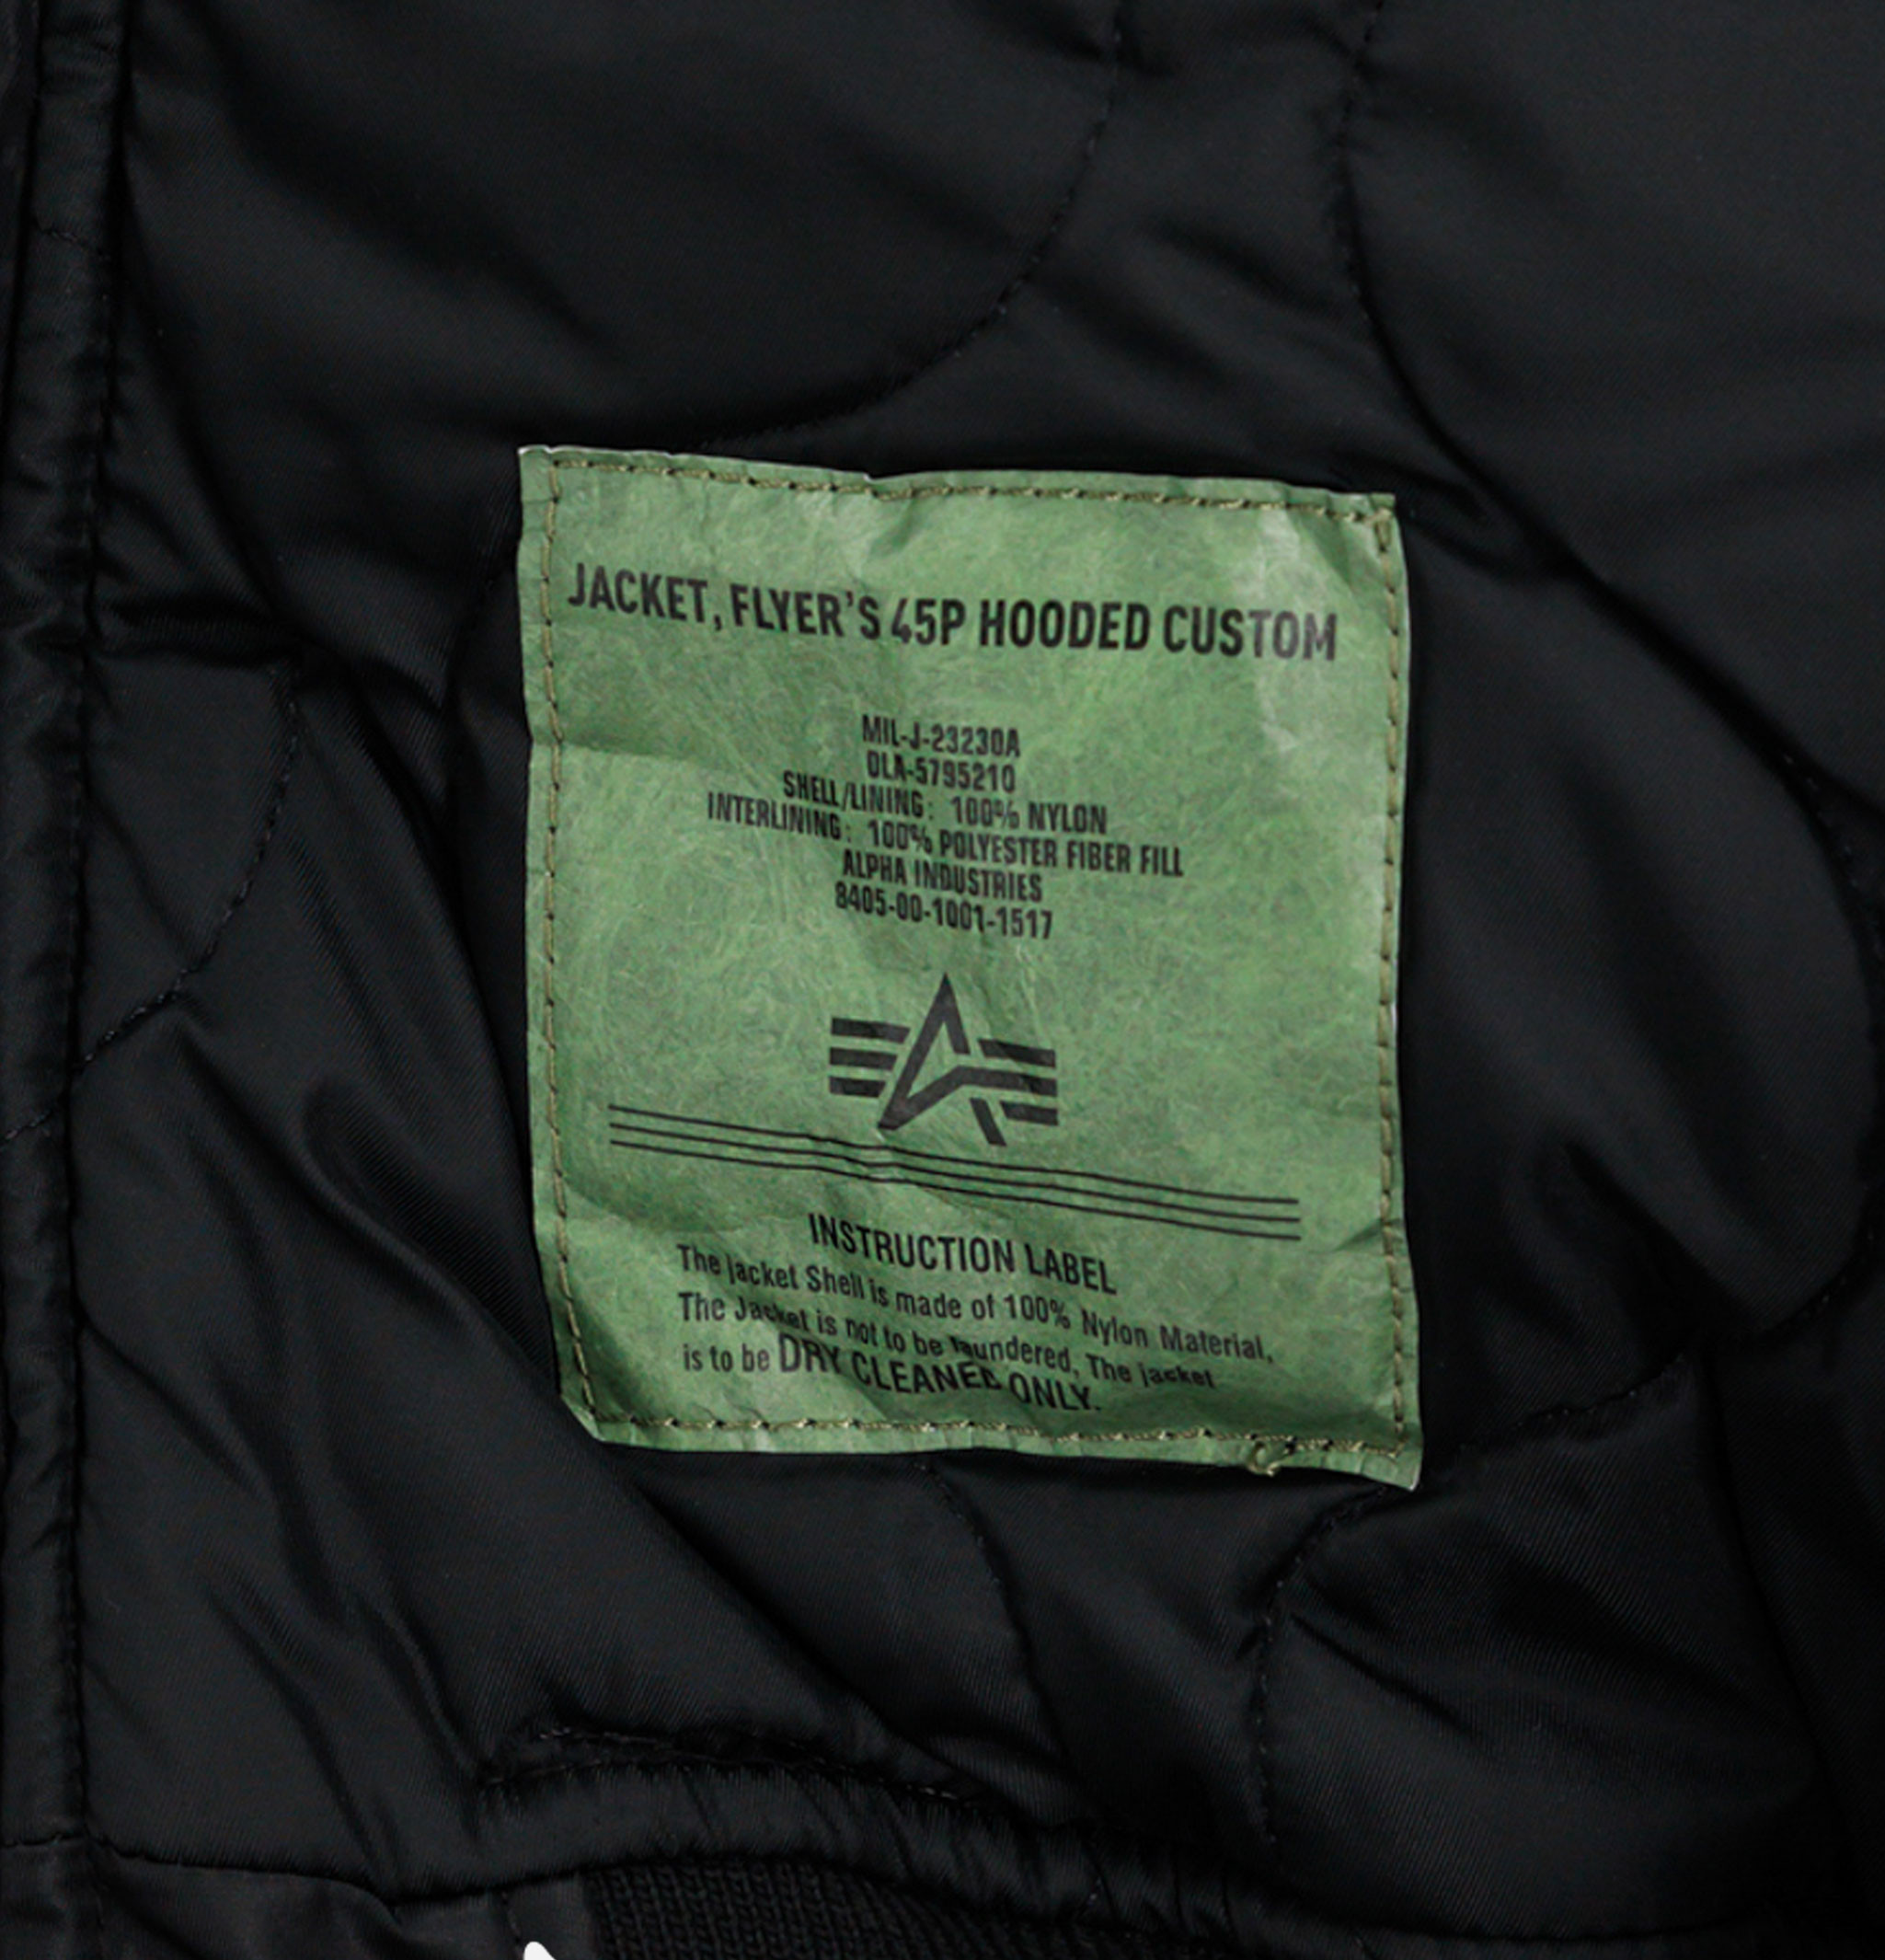 JACKET, FLYER'S 45P HOODED CUSTOM
MIL-J-23230A
DLA-5795210
SHELL/LINING: 100% NYLON
INTERLINING: 100% POLYESTER FIBER FILL
ALPHA INDUSTRIES
8405-00-1001-1517
INSTRUCTION LABEL
The jacket Shell is made of 100% Nylon Material,
The Jacket is not to be laundered, The jacket
is to be DRY CLEANED ONLY.